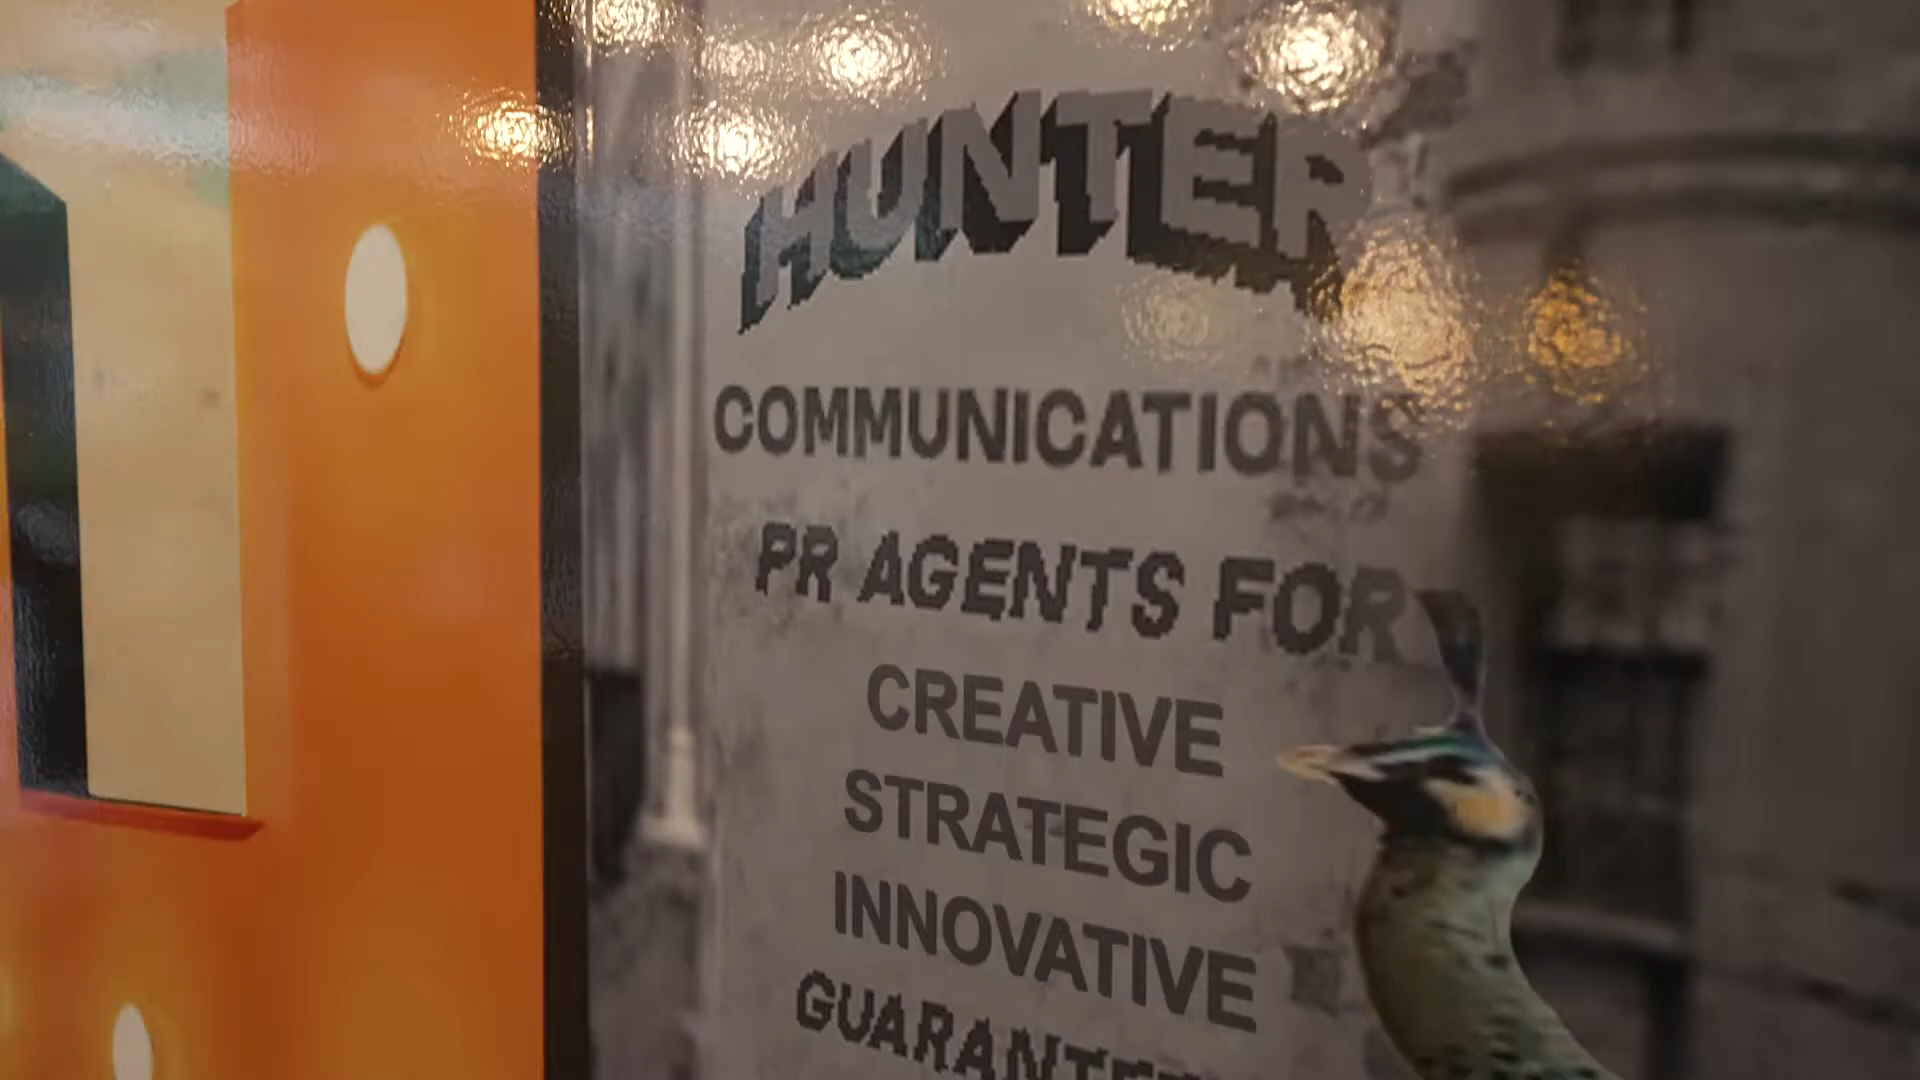 HUNTER
COMMUNICATIONS
PR AGENTS FOR
CREATIVE
STRATEGIC
INNOVATIVE